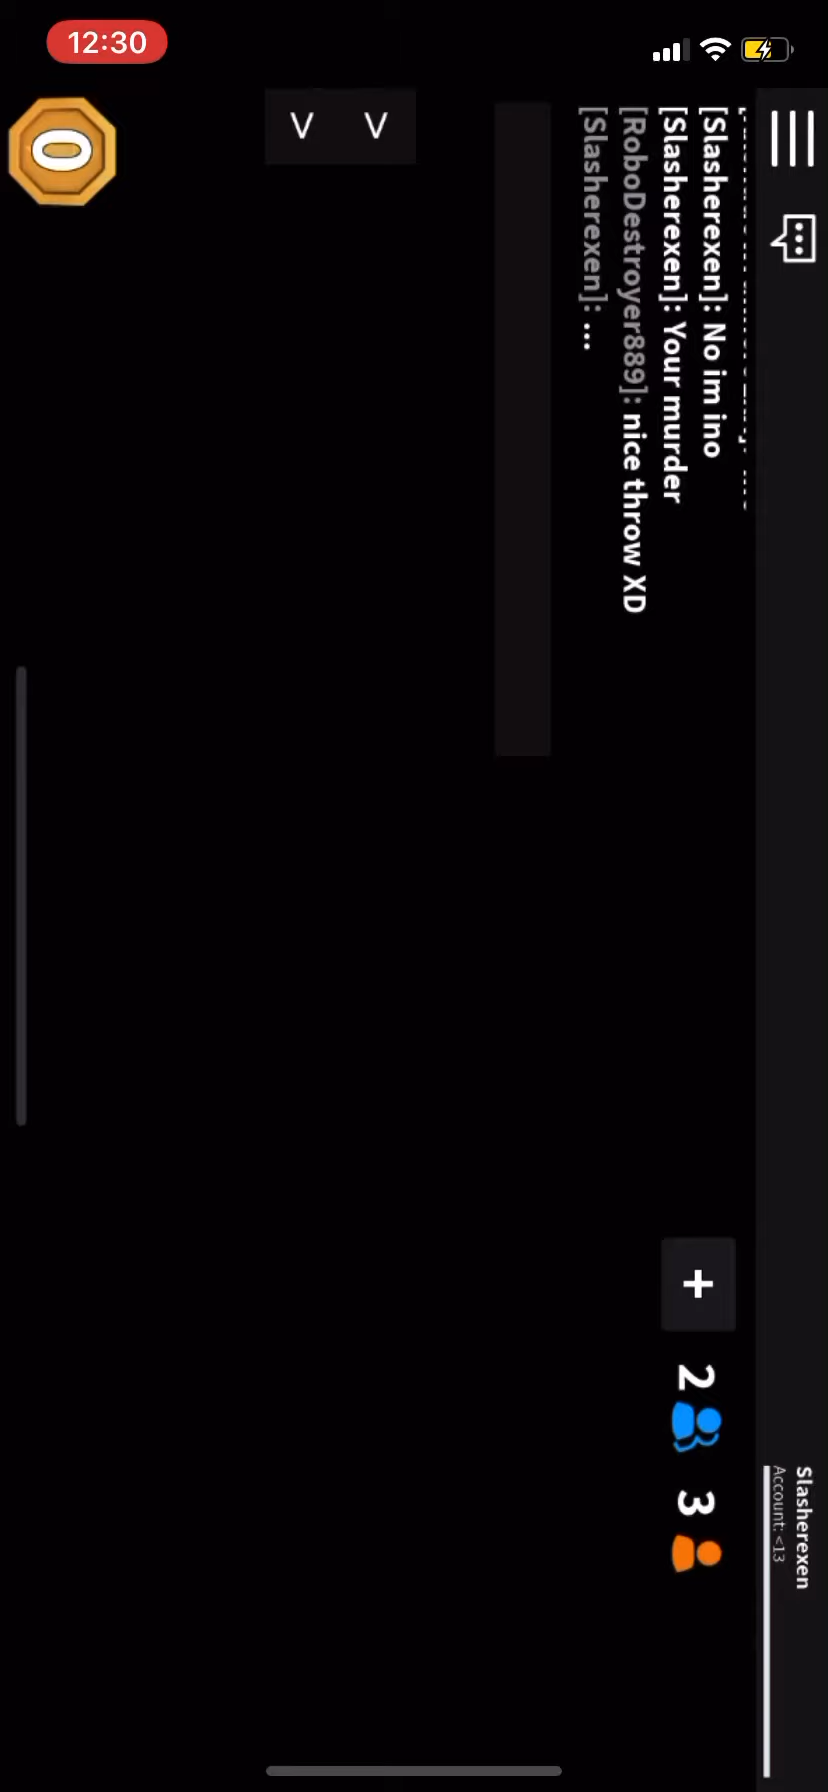 12:30
[Slasherexen]: No im ino
[Slasherexen]: Your murder
[RoboDestroyer889]: nice throw XD
[Slasherexen]: ...
Slasherexen
Account: <13
+
2
3
V
V
0